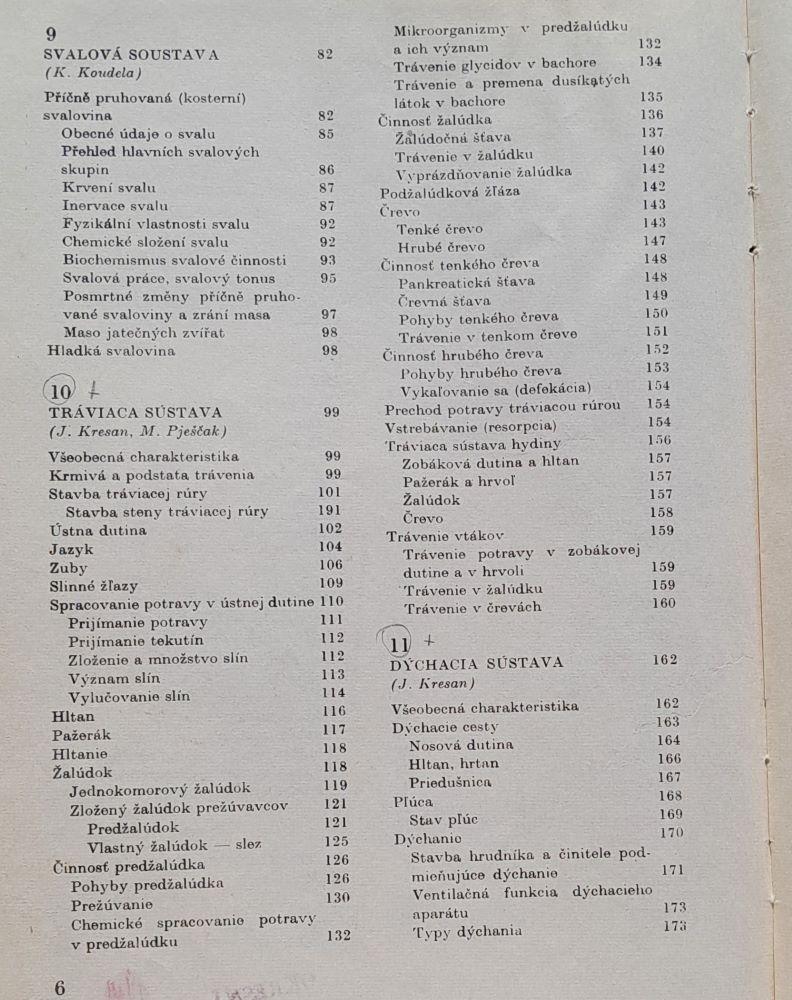 9
SVALOVÁ SOUSTAVA 82
(K. Koudela)
Příčně pruhovaná (kosterní)
svalovina 82
Obecné údaje o svalu 85
Přehled hlavních svalových
skupin 86
Krvení svalu 87
Inervace svalu 87
Fyzikální vlastnosti svalu 92
Chemické složení svalu 92
Biochemismus svalové činnosti 93
Svalová práce, svalový tonus 95
Posmrtné změny příčně pruho-
vané svaloviny a zrání masa 97
Maso jatečných zvířat 98
Hladká svalovina 98
10 +
TRÁVIACA SÚSTAVA 99
(J. Kresan, M. Pješčak)
Všeobecná charakteristika 99
Krmivá a podstata trávenia 99
Stavba tráviacej rúry 101
Stavba steny tráviacej rúry 191
Ústna dutina 102
Jazyk 104
Zuby 106
Slinné žľazy 109
Spracovanie potravy v ústnej dutine 110
Prijímanie potravy 111
Prijímanie tekutín 112
Zloženie a množstvo slín 112
Význam slín 113
Vylučovanie slín 114
Hltan 116
Pažerák 117
Hltanie 118
Žalúdok 118
Jednokomorový žalúdok 119
Zložený žalúdok prežúvavcov 121
Predžalúdok 121
Vlastný žalúdok — slez 125
Činnosť predžalúdka 126
Pohyby predžalúdka 126
Prežúvanie 130
Chemické spracovanie potravy
v predžalúdku 132
Mikroorganizmy v predžalúdku
a ich význam 132
Trávenie glycidov v bachore 134
Trávenie a premena dusíkatých
látok v bachore 135
Činnosť žalúdka 136
Žalúdočná šťava 137
Trávenie v žalúdku 140
Vyprázdňovanie žalúdka 142
Podžalúdková žľáza 142
Črevo 143
Tenké črevo 143
Hrubé črevo 147
Činnosť tenkého čreva 148
Pankreatická šťava 148
Črevná šťava 149
Pohyby tenkého čreva 150
Trávenie v tenkom čreve 151
Činnosť hrubého čreva 152
Pohyby hrubého čreva 153
Vykaľovanie sa (defekácia) 154
Prechod potravy tráviacou rúrou 154
Vstrebávanie (resorpcia) 154
Tráviaca sústava hydiny 156
Zobáková dutina a hltan 157
Pažerák a hrvoľ 157
Žalúdok 157
Črevo 158
Trávenie vtákov 159
Trávenie potravy v zobákovej
dutine a v hrvoli 159
Trávenie v žalúdku 159
Trávenie v črevách 160
11 +
DÝCHACIA SÚSTAVA 162
(J. Kresan)
Všeobecná charakteristika 162
Dýchacie cesty 163
Nosová dutina 164
Hltan, hrtan 166
Priedušnica 167
Pľúca 168
Stav pľúc 169
Dýchanie 170
Stavba hrudníka a činitele pod-
mieňujúce dýchanie 171
Ventilačná funkcia dýchacieho
aparátu 173
Typy dýchania 173
6